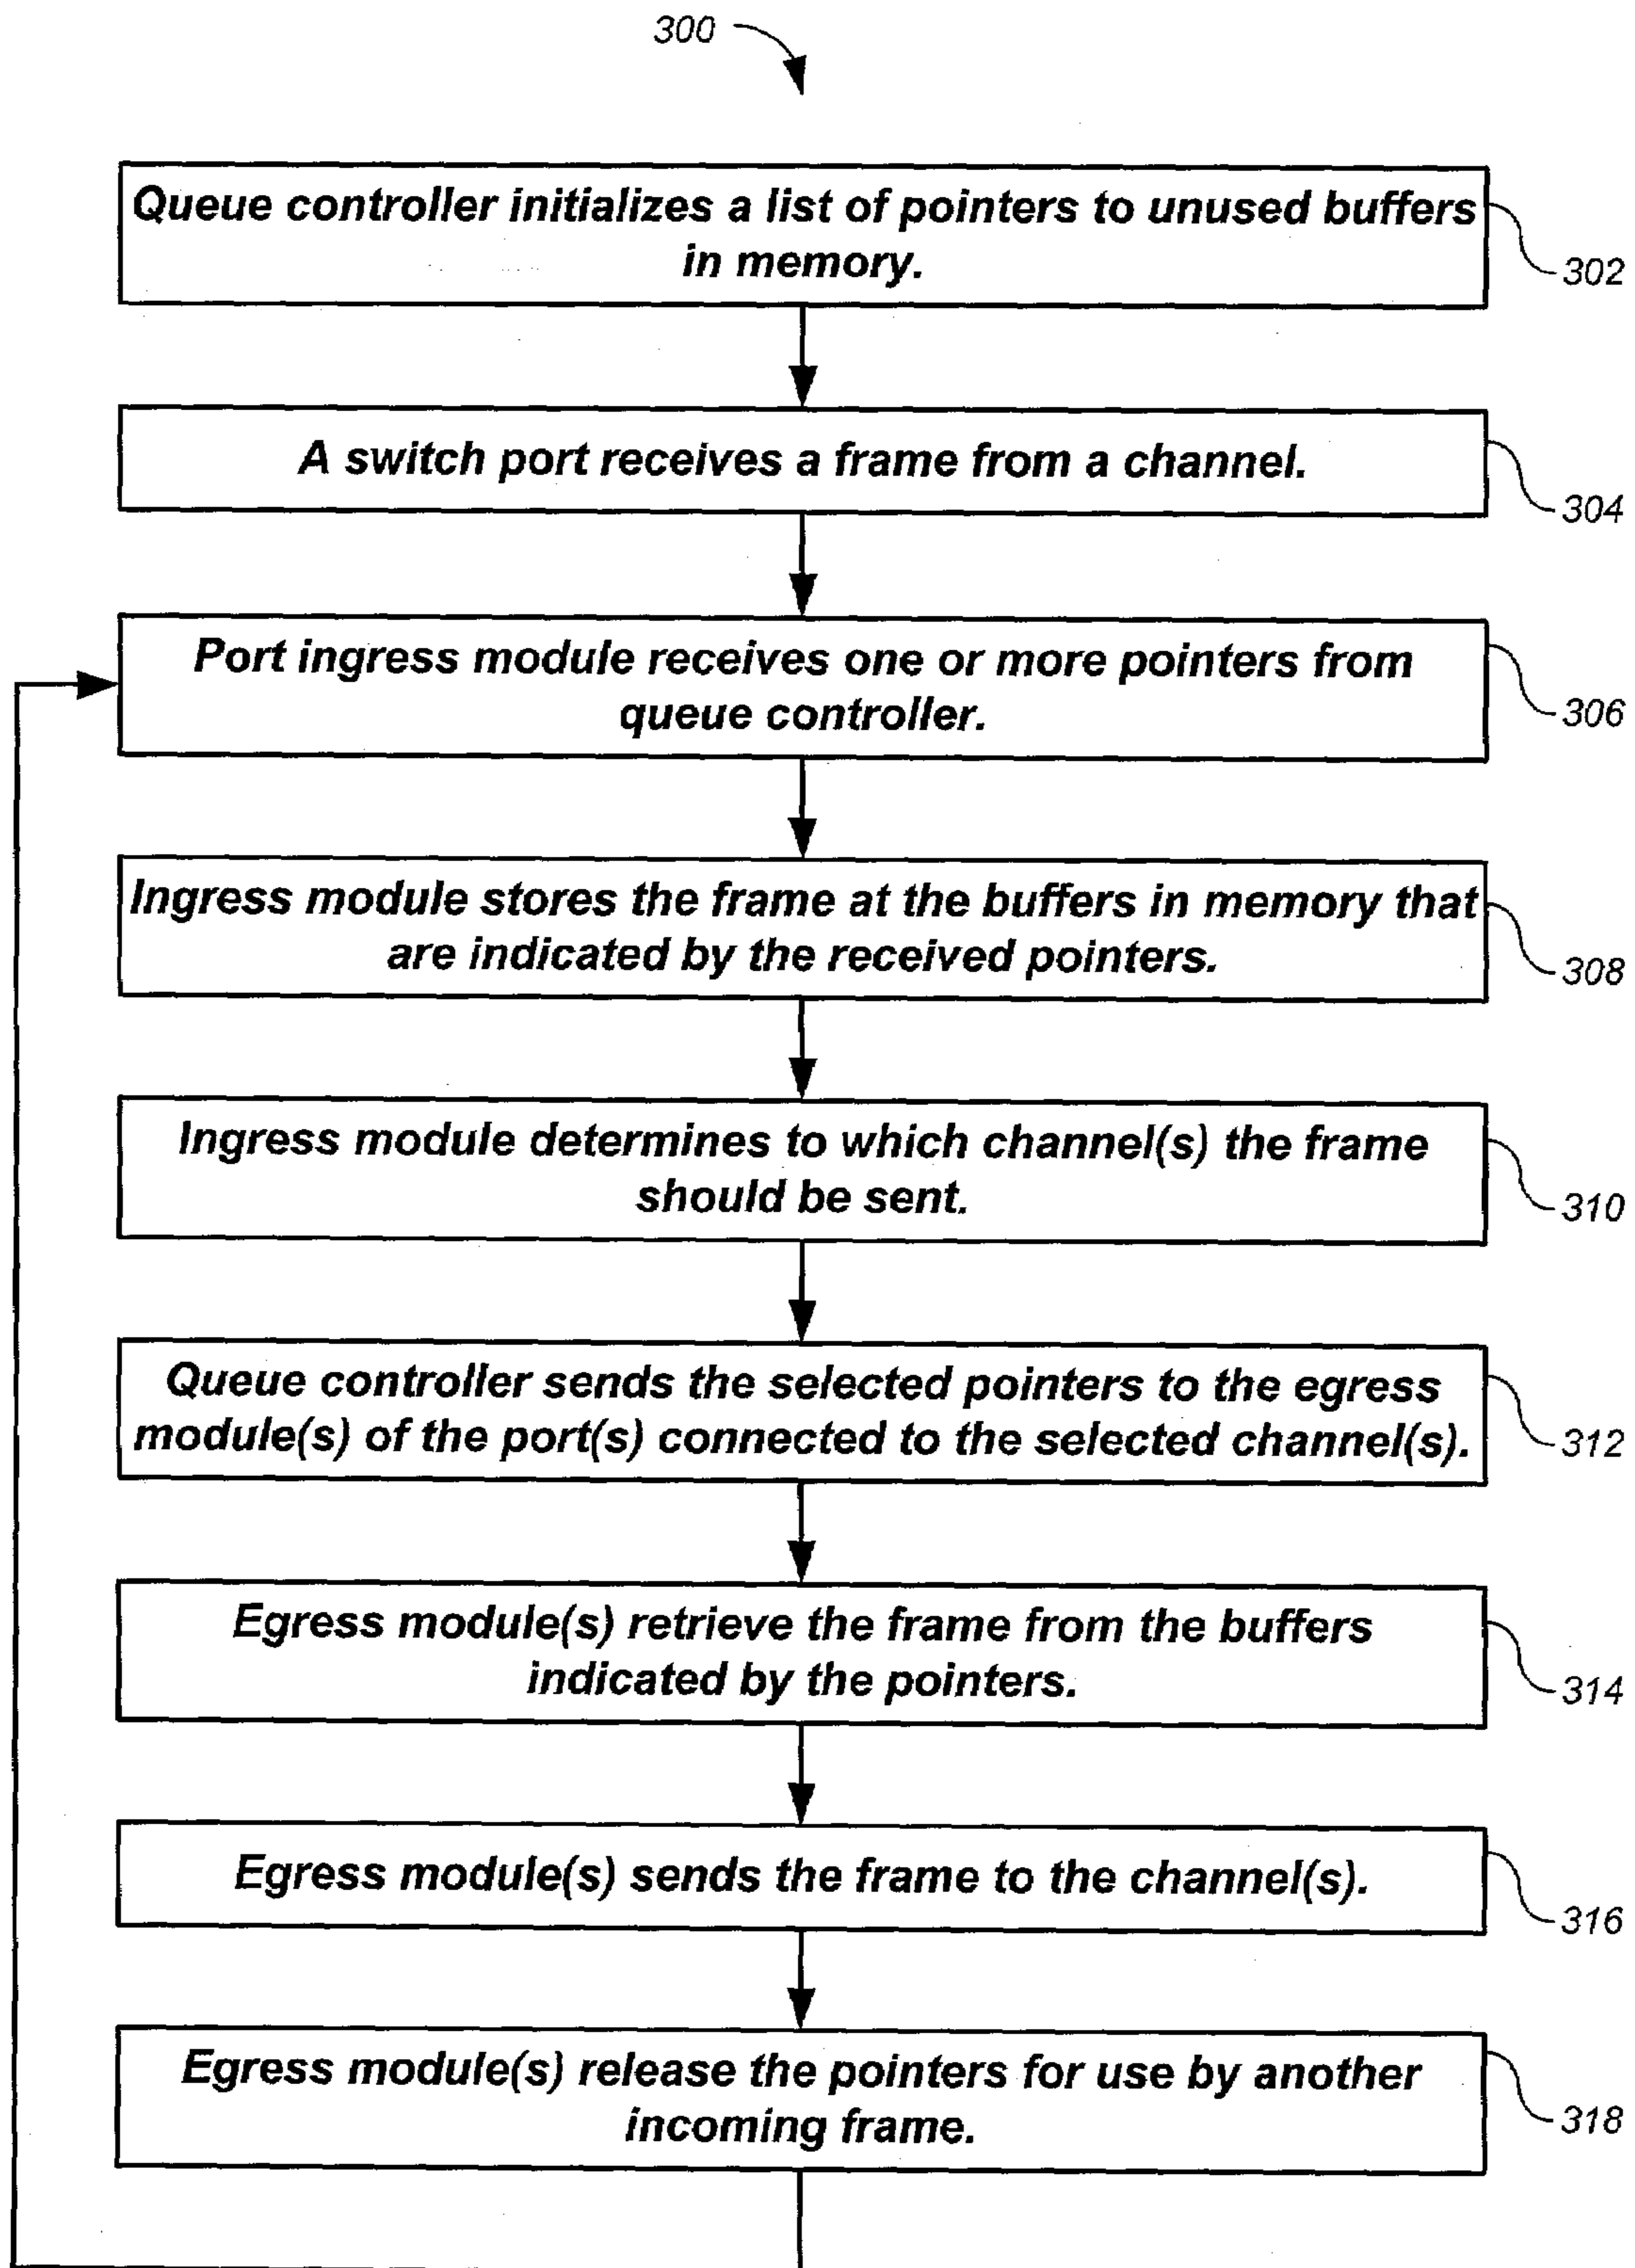 300
Queue controller initializes a list of pointers to unused buffers
in memory.
302
A switch port receives a frame from a channel.
304
Port ingress module receives one or more pointers from
queue controller.
306
Ingress module stores the frame at the buffers in memory that
are indicated by the received pointers.
308
Ingress module determines to which channel(s) the frame
should be sent.
310
Queue controller sends the selected pointers to the egress
module(s) of the port(s) connected to the selected channel(s).
312
Egress module(s) retrieve the frame from the buffers
indicated by the pointers.
314
Egress module(s) sends the frame to the channel(s).
316
Egress module(s) release the pointers for use by another
incoming frame.
318